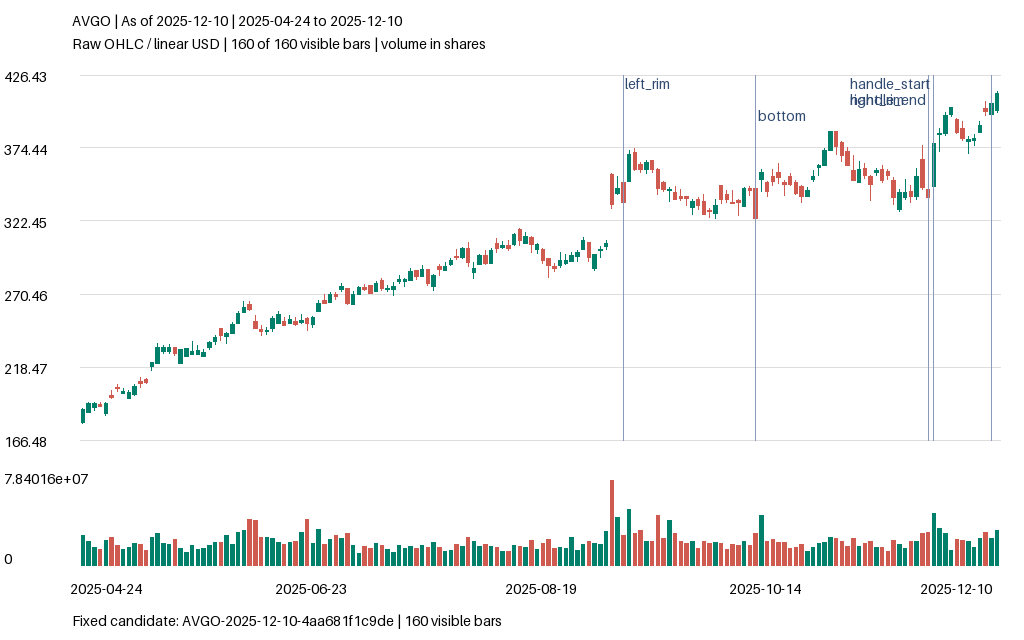 AVGO | As of 2025-12-10 | 2025-04-24 to 2025-12-10
Raw OHLC / linear USD | 160 of 160 visible bars | volume in shares
426.43
left_rim
handle_start
handle_end
bottom
374.44
322.45
270.46
218.47
166.48
7.84016e+07
0
2025-04-24
2025-06-23
2025-08-19
2025-10-14
2025-12-10
Fixed candidate: AVGO-2025-12-10-4aa681f1c9de | 160 visible bars